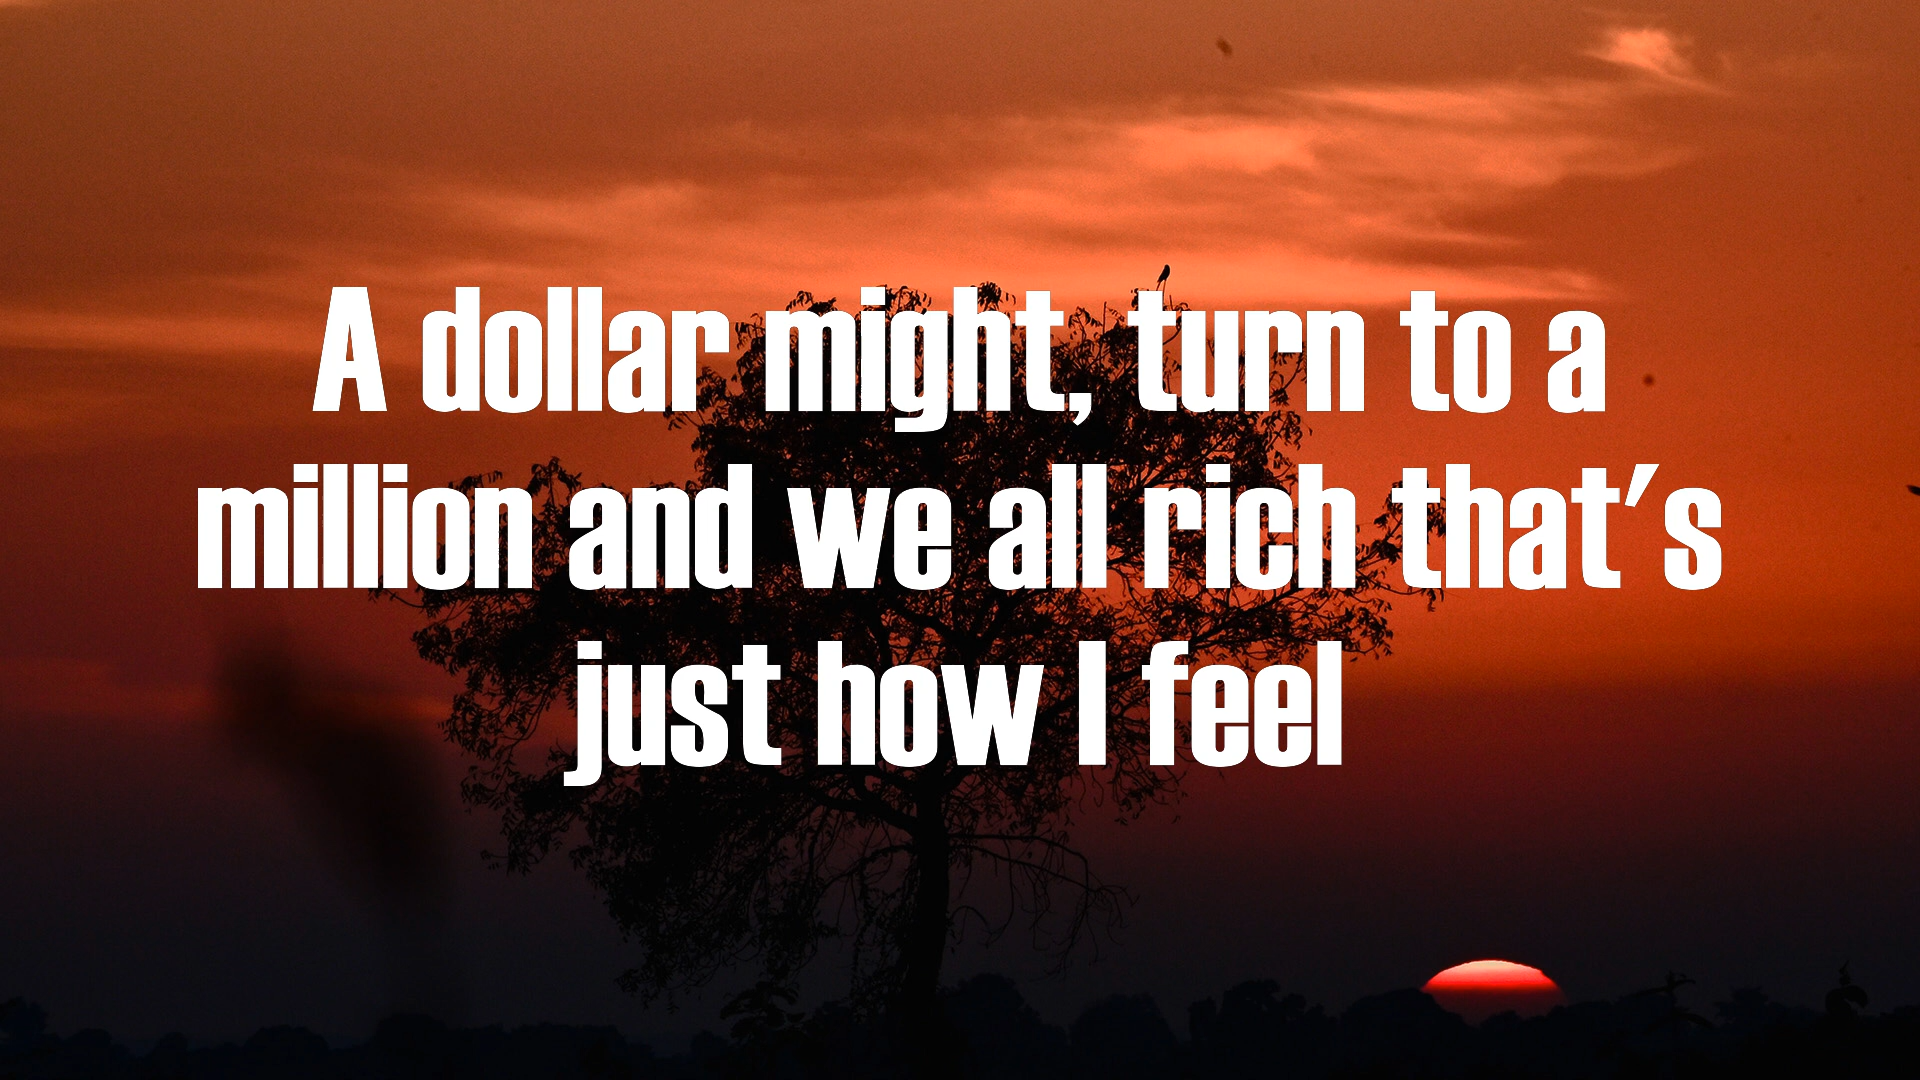 A dollar might, turn to a
million and we all rich that's
just how I feel